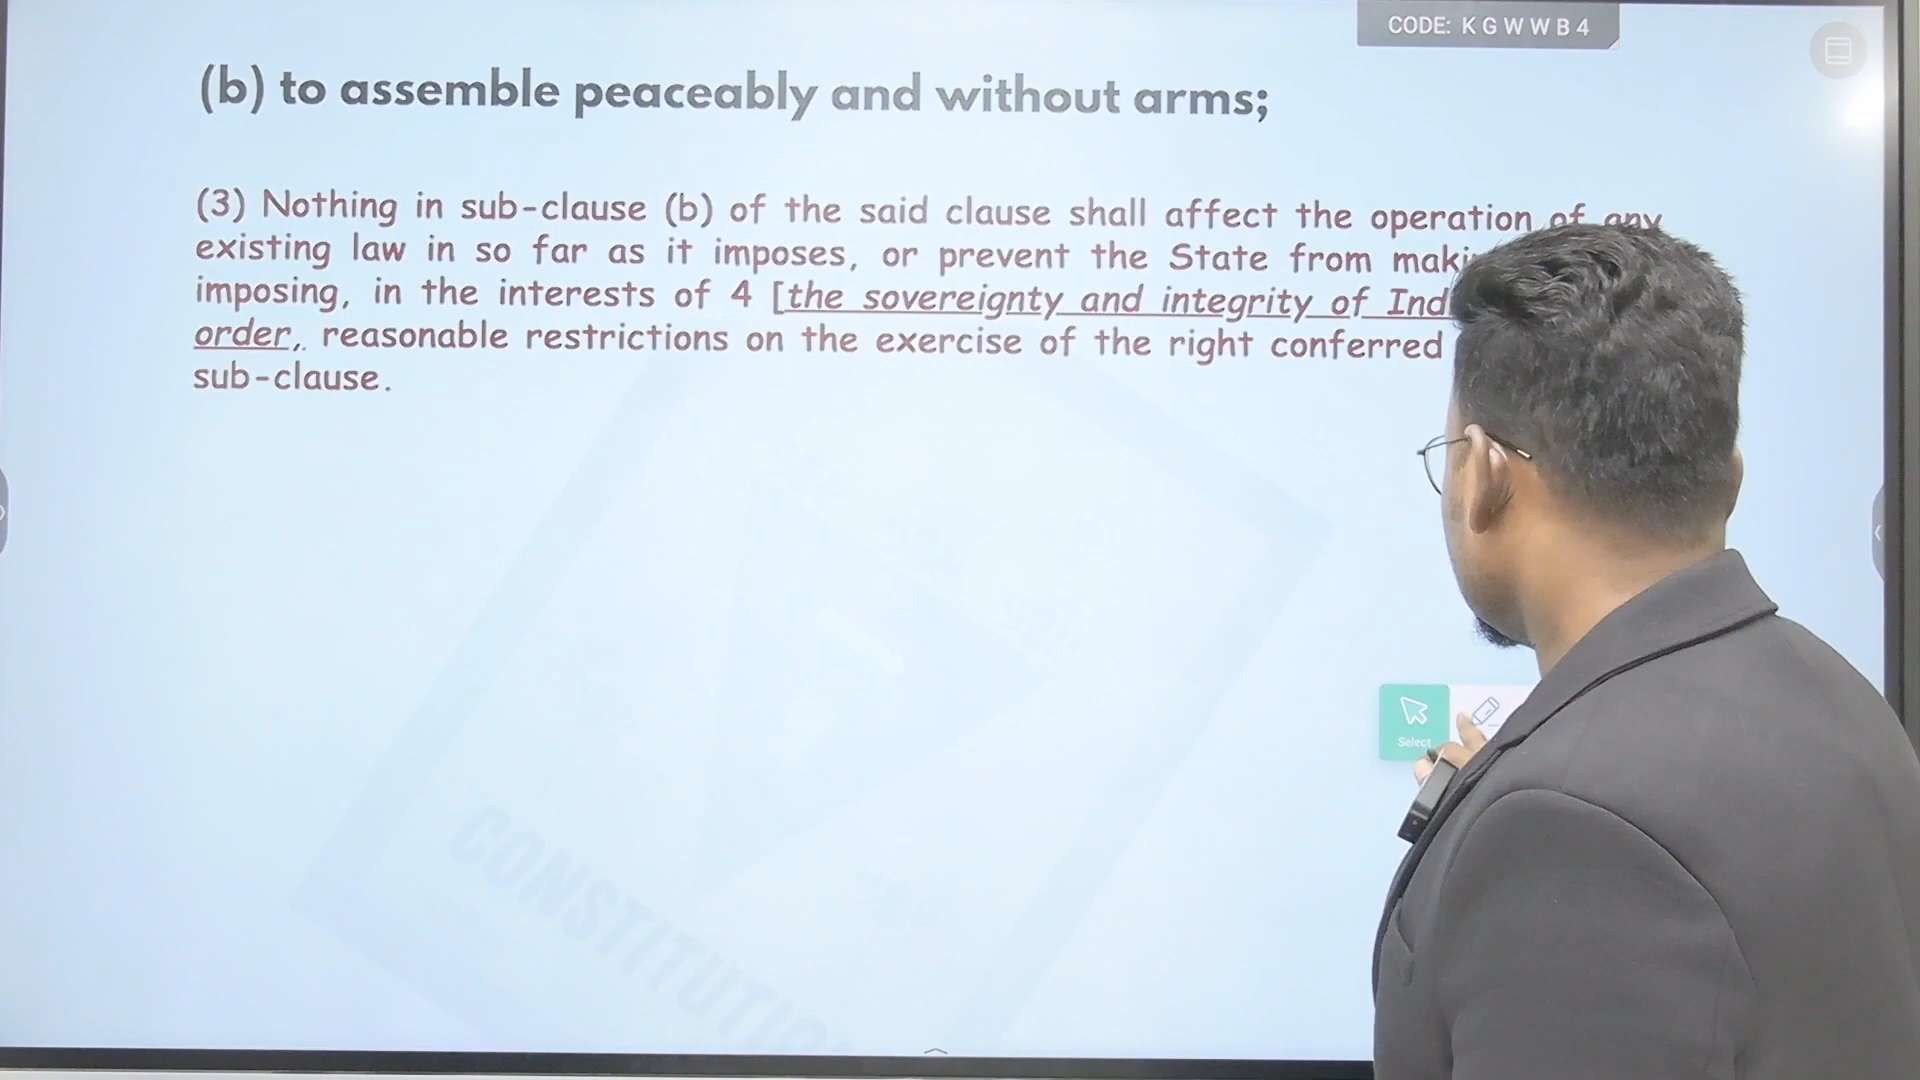 CODE: K G W W B 4
(b) to assemble peaceably and without arms;
(3) Nothing in sub-clause (b) of the said clause shall affect the operation of any
existing law in so far as it imposes, or prevent the State from
imposing, in the interests of 4 [the sovereignty and integrity of
order,. reasonable restrictions on the exercise of the right conferred
sub-clause.
Select